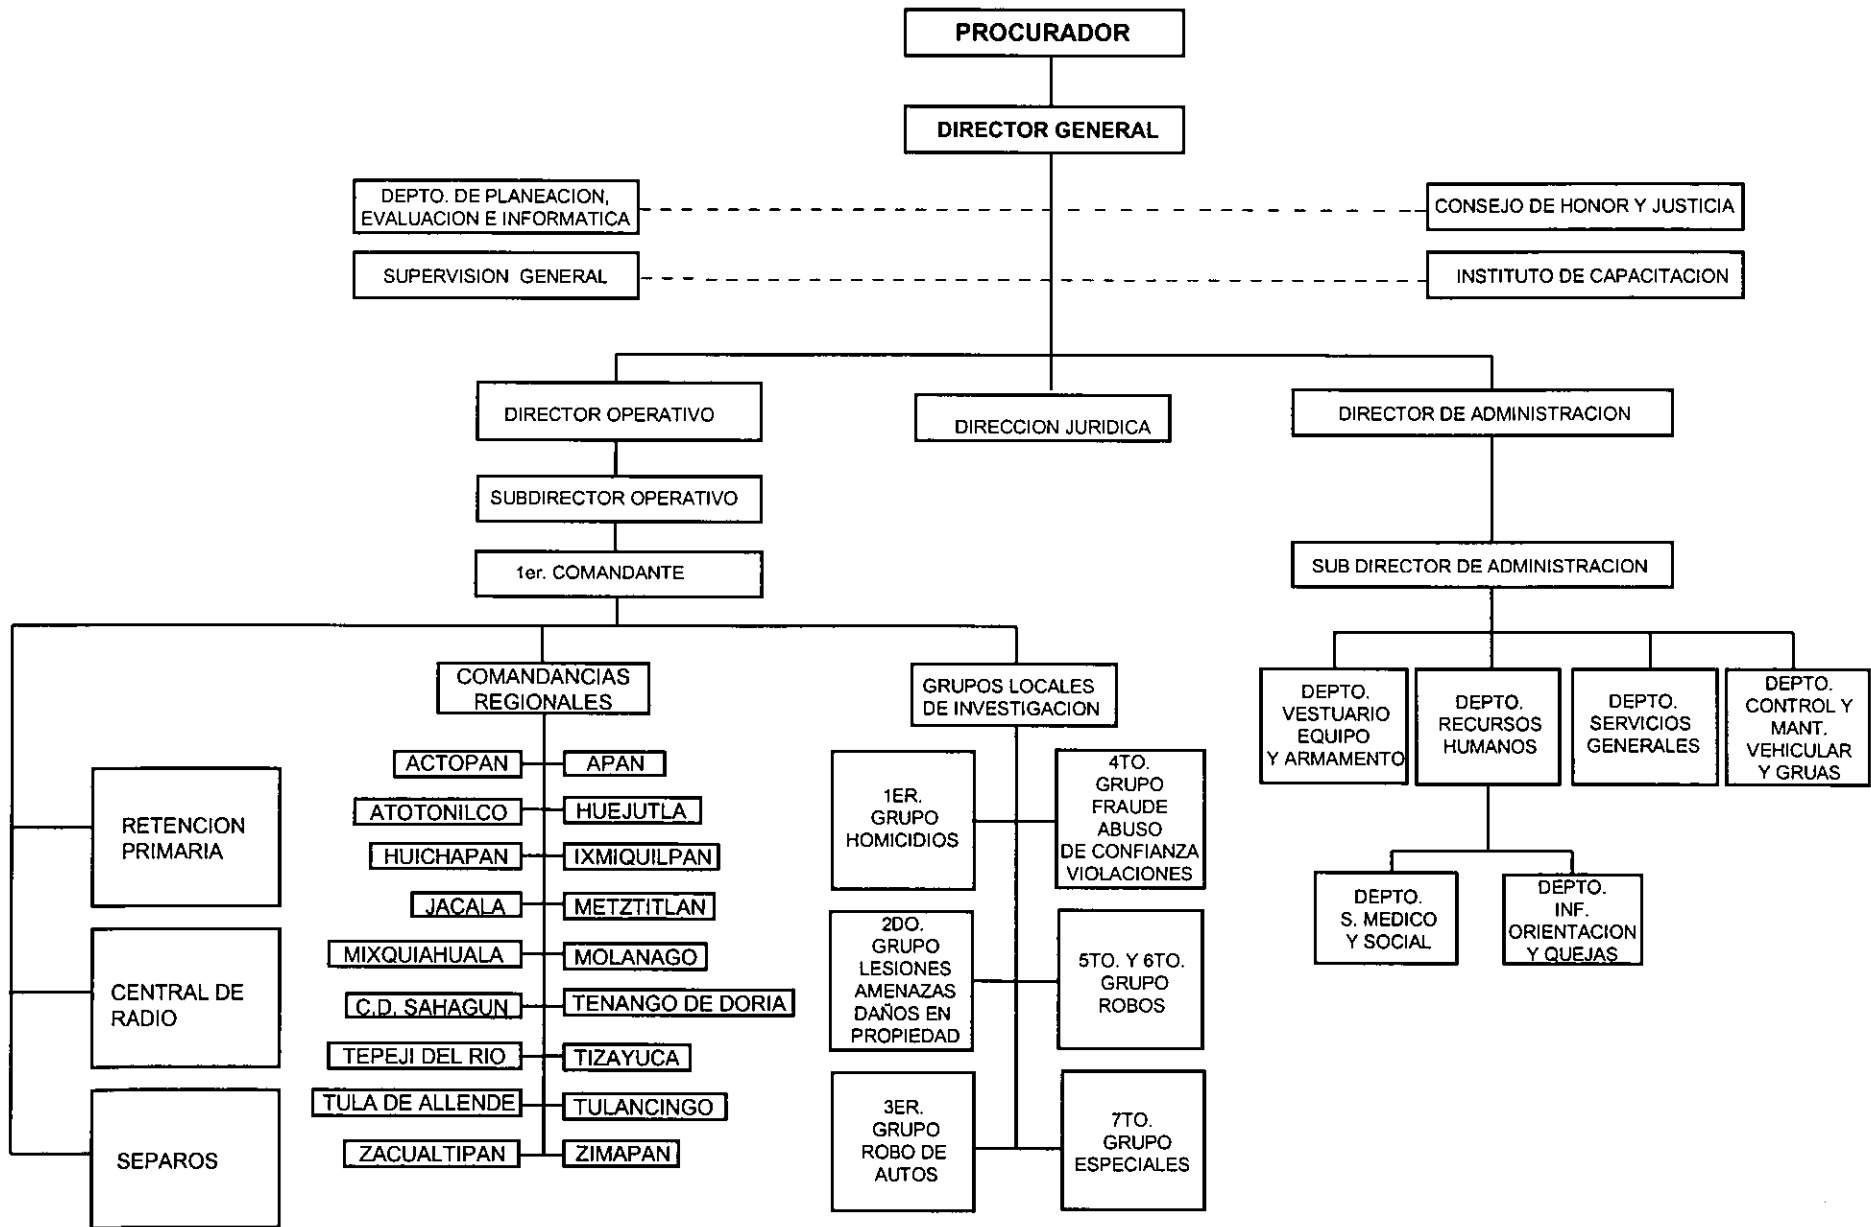 PROCURADOR
DIRECTOR GENERAL
DEPTO. DE PLANEACION,
EVALUACION E INFORMATICA
CONSEJO DE HONOR Y JUSTICIA
SUPERVISION GENERAL
INSTITUTO DE CAPACITACION
DIRECTOR OPERATIVO
DIRECCION JURIDICA
DIRECTOR DE ADMINISTRACION
SUBDIRECTOR OPERATIVO
1er. COMANDANTE
SUB DIRECTOR DE ADMINISTRACION
RETENCION
PRIMARIA
CENTRAL DE
RADIO
SEPAROS
COMANDANCIAS
REGIONALES
ACTOPAN
APAN
ATOTONILCO
HUEJUTLA
HUICHAPAN
IXMIQUILPAN
JACALA
METZTITLAN
MIXQUIAHUALA
MOLANAGO
C.D. SAHAGUN
TENANGO DE DORIA
TEPEJI DEL RIO
TIZAYUCA
TULA DE ALLENDE
TULANCINGO
ZACUALTIPAN
ZIMAPAN
GRUPOS LOCALES
DE INVESTIGACION
1ER.
GRUPO
HOMICIDIOS
4TO.
GRUPO
FRAUDE
ABUSO
DE CONFIANZA
VIOLACIONES
2DO.
GRUPO
LESIONES
AMENAZAS
DAÑOS EN
PROPIEDAD
5TO. Y 6TO.
GRUPO
ROBOS
3ER.
GRUPO
ROBO DE
AUTOS
7TO.
GRUPO
ESPECIALES
DEPTO.
VESTUARIO
EQUIPO
Y ARMAMENTO
DEPTO.
RECURSOS
HUMANOS
DEPTO.
SERVICIOS
GENERALES
DEPTO.
CONTROL Y
MANT.
VEHICULAR
Y GRUAS
DEPTO.
S. MEDICO
Y SOCIAL
DEPTO.
INF.
ORIENTACION
Y QUEJAS